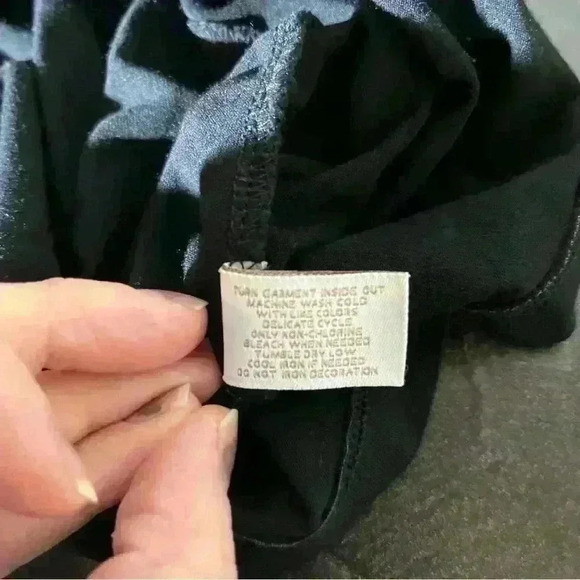 TURN GARMENT INSIDE OUT
MACHINE WASH COLD
WITH LIKE COLORS
DELICATE CYCLE
ONLY NON-CHLORINE
BLEACH WHEN NEEDED
TUMBLE DRY LOW
COOL IRON IF NEEDED
DO NOT IRON DECORATION